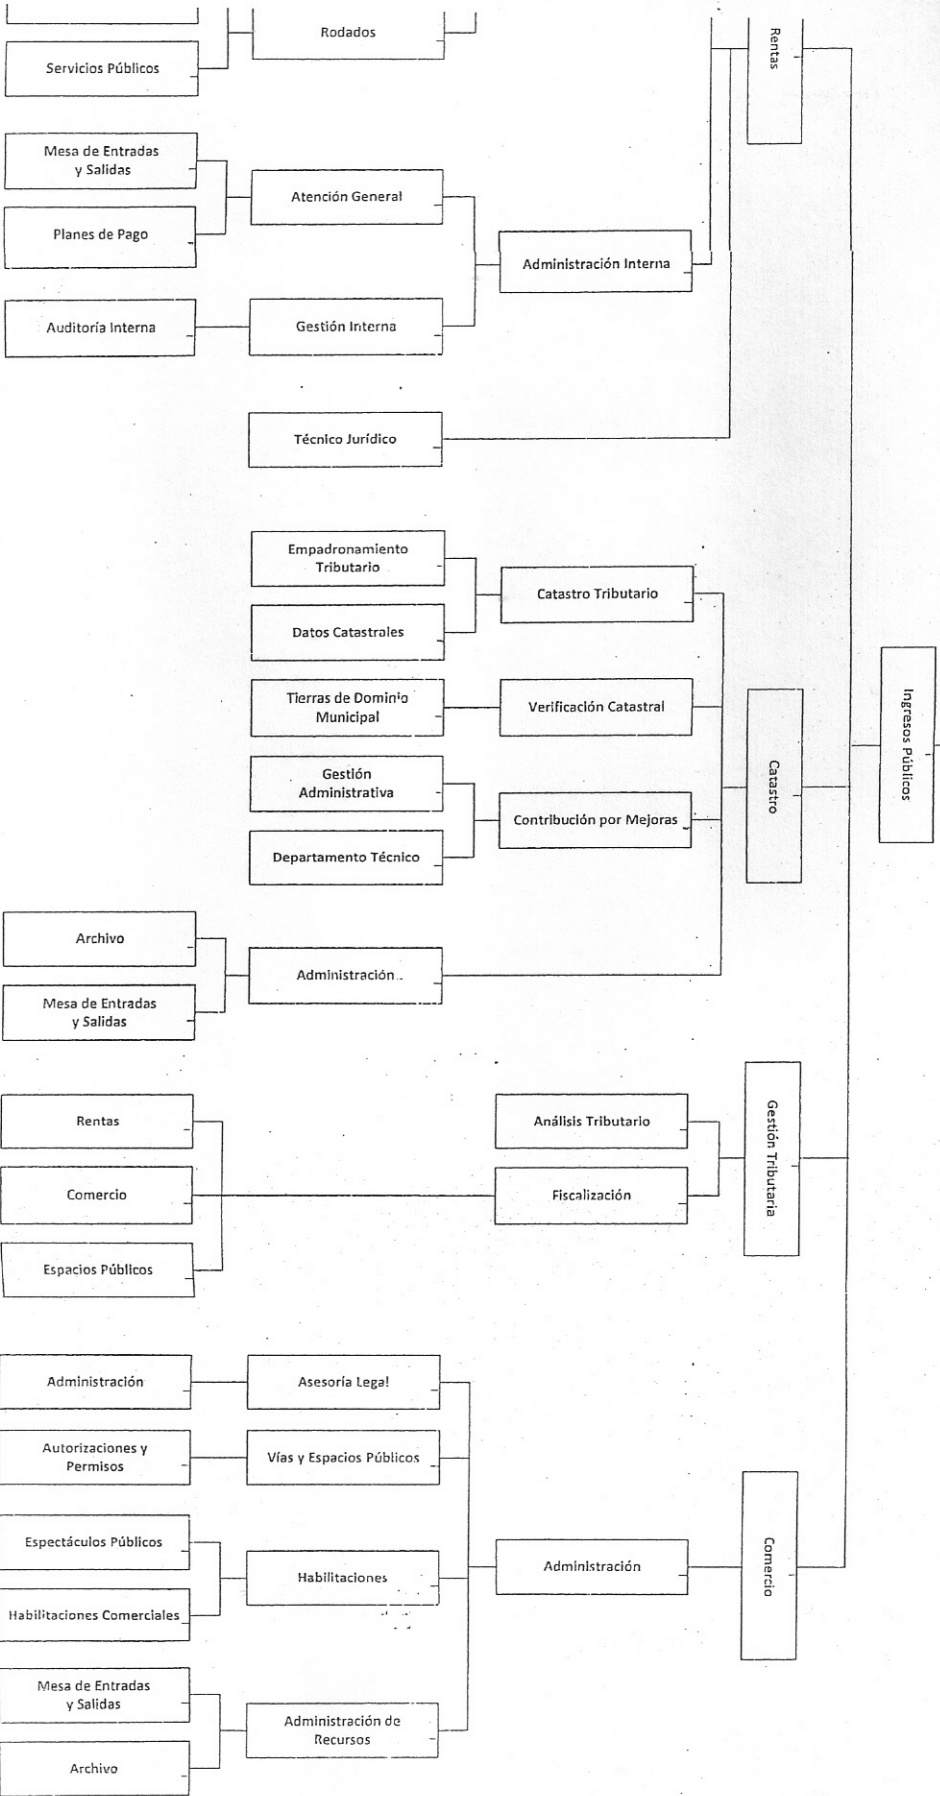 Rodados
Servicios Públicos
Rentas
Mesa de Entradas
y Salidas
Atención General
Planes de Pago
Administración Interna
Auditoría Interna
Gestión Interna
Técnico Jurídico
Empadronamiento
Tributario
Catastro Tributario
Datos Catastrales
Tierras de Dominio
Municipal
Verificación Catastral
Gestión
Administrativa
Contribución por Mejoras
Departamento Técnico
Catastro
Ingresos Públicos
Archivo
Administración
Mesa de Entradas
y Salidas
Rentas
Análisis Tributario
Comercio
Fiscalización
Espacios Públicos
Gestión Tributaria
Administración
Asesoría Legal
Autorizaciones y
Permisos
Vías y Espacios Públicos
Espectáculos Públicos
Habilitaciones
Habilitaciones Comerciales
Administración
Comercio
Mesa de Entradas
y Salidas
Administración de
Recursos
Archivo